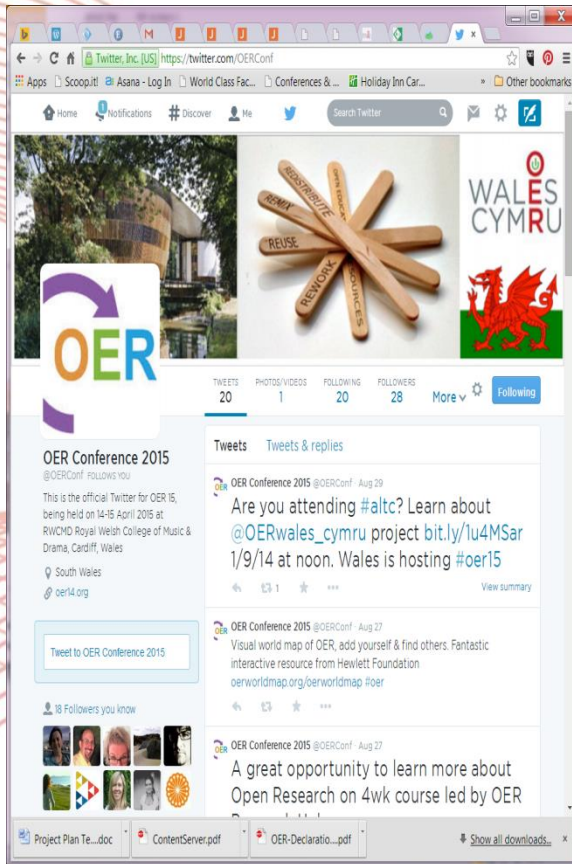 Twitter, Inc. [US] https://twitter.com/OERConf
Apps Scoop.it! Asana - Log In World Class Fac... Conferences & ... Holiday Inn Car... » Other bookmarks
Home Notifications Discover Me Search Twitter
1
OPEN EDUCATION
REDISTRIBUTE
REMIX
REUSE
REWORK
RESOURCES
WALES
CYMRU
OER
TWEETS PHOTOS/VIDEOS FOLLOWING FOLLOWERS
20 1 20 28 More Following
OER Conference 2015
@OERConf FOLLOWS YOU
This is the official Twitter for OER 15,
being held on 14-15 April 2015 at
RWCMD Royal Welsh College of Music &
Drama, Cardiff, Wales
South Wales
oer14.org
Tweet to OER Conference 2015
18 Followers you know
Tweets Tweets & replies
OER Conference 2015 @OERConf · Aug 29
Are you attending #altc? Learn about
@OERwales_cymru project bit.ly/1u4MSar
1/9/14 at noon. Wales is hosting #oer15
1 View summary
OER Conference 2015 @OERConf · Aug 27
Visual world map of OER, add yourself & find others. Fantastic
interactive resource from Hewlett Foundation
oerworldmap.org/oerworldmap #oer
OER Conference 2015 @OERConf · Aug 27
A great opportunity to learn more about
Open Research on 4wk course led by OER
Project Plan Te....doc ContentServer.pdf OER-Declaratio....pdf Show all downloads...